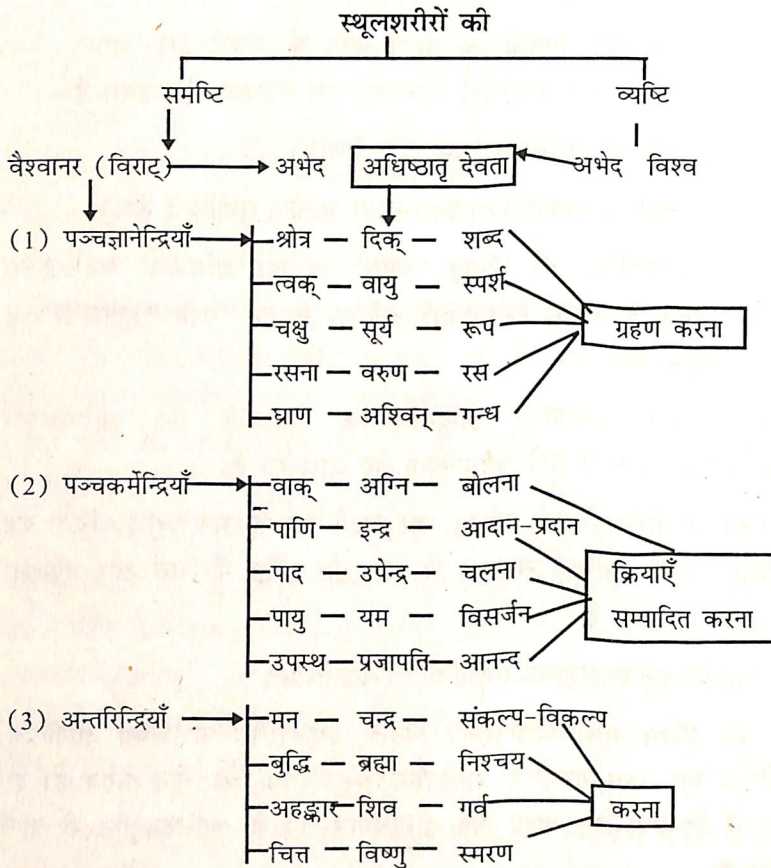 स्थूलशरीरों की
समष्टि व्यष्टि
वैश्वानर (विराट्) अभेद अधिष्ठातृ देवता अभेद विश्व
(1) पञ्चज्ञानेन्द्रियाँ श्रोत्र — दिक् — शब्द
त्वक् — वायु — स्पर्श
चक्षु — सूर्य — रूप ग्रहण करना
रसना — वरुण — रस
घ्राण — अश्विन् — गन्ध
(2) पञ्चकर्मेन्द्रियाँ वाक् — अग्नि — बोलना
पाणि — इन्द्र — आदान-प्रदान
पाद — उपेन्द्र — चलना क्रियाएँ
पायु — यम — विसर्जन सम्पादित करना
उपस्थ — प्रजापति — आनन्द
(3) अन्तरिन्द्रियाँ मन — चन्द्र — संकल्प-विकल्प
बुद्धि — ब्रह्मा — निश्चय
अहङ्कार — शिव — गर्व करना
चित्त — विष्णु — स्मरण